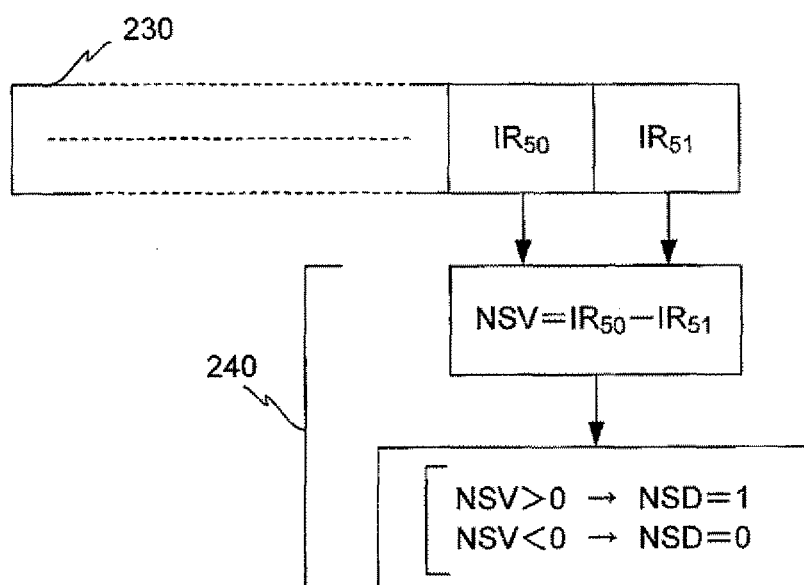 230
IR₅₀ IR₅₁
NSV=IR₅₀−IR₅₁
240
NSV>0 → NSD=1
NSV<0 → NSD=0